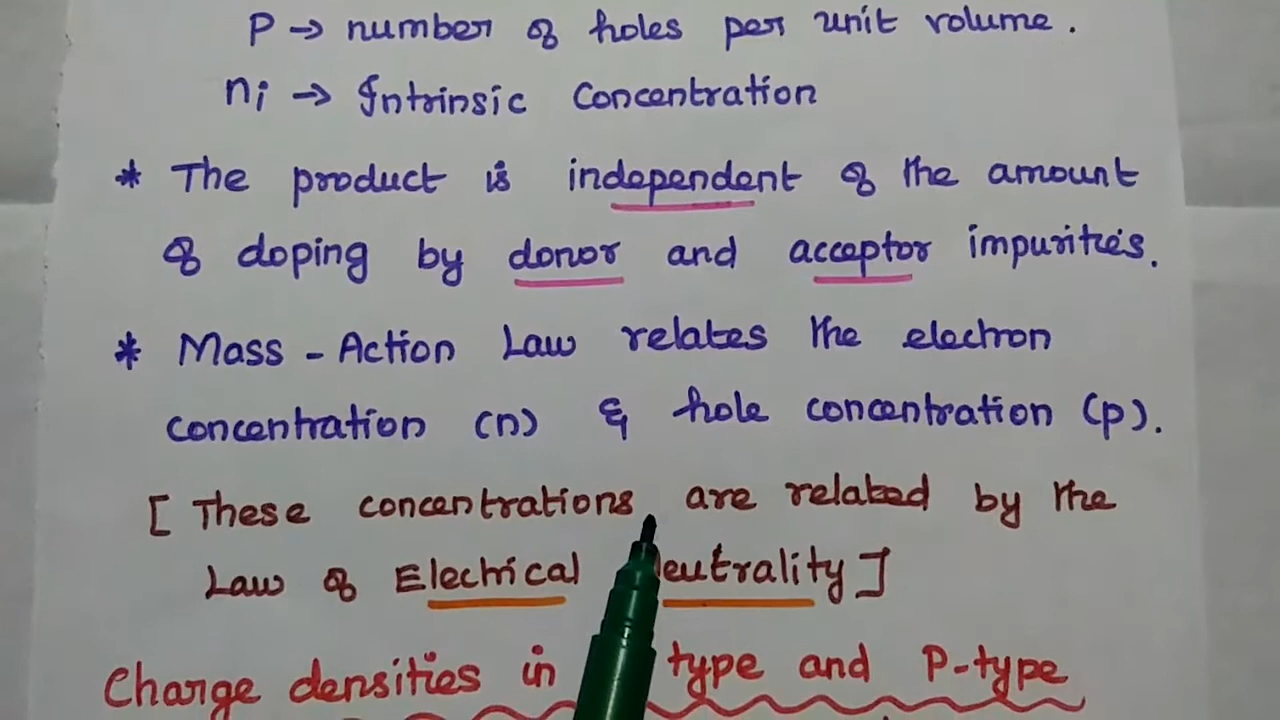 P → number of holes per unit volume.
ni → Intrinsic Concentration
* The product is independent of the amount
of doping by donor and acceptor impurities.
* Mass - Action Law relates the electron
concentration (n) & hole concentration (p).
[ These concentrations are related by the
Law of Electrical eutrality ]
Charge densities in type and P-type